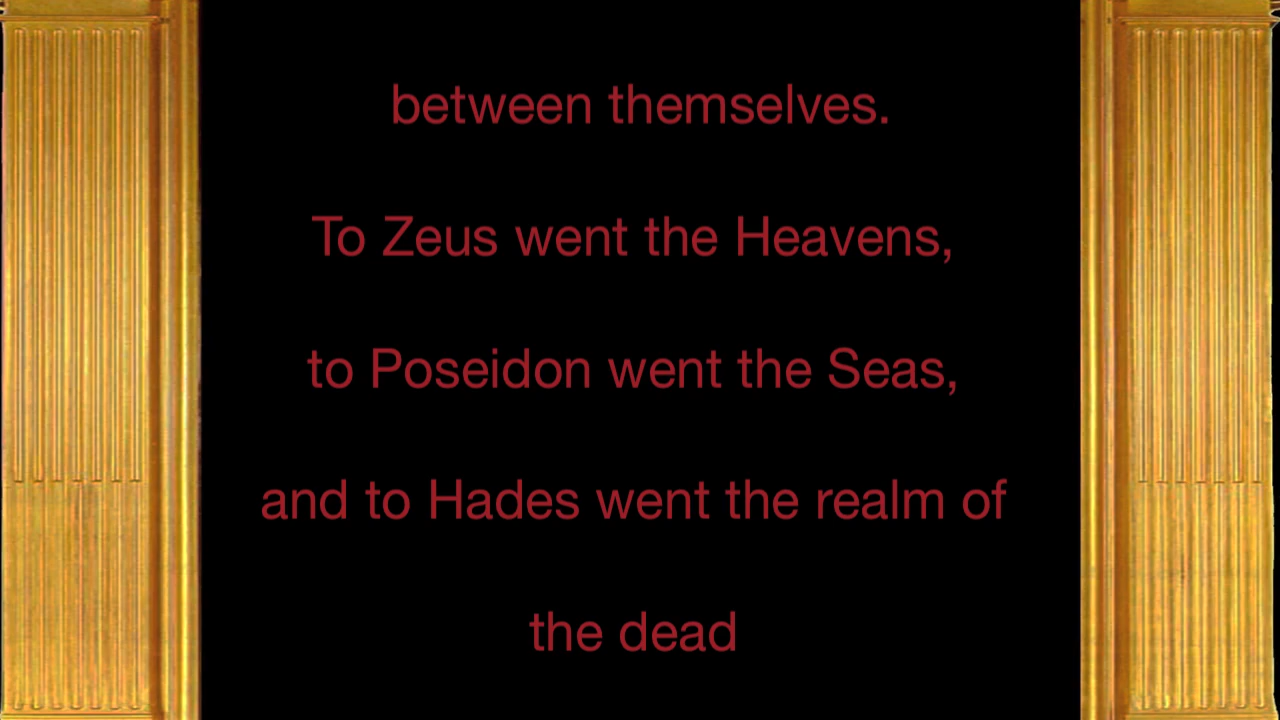 between themselves.
To Zeus went the Heavens,
to Poseidon went the Seas,
and to Hades went the realm of
the dead